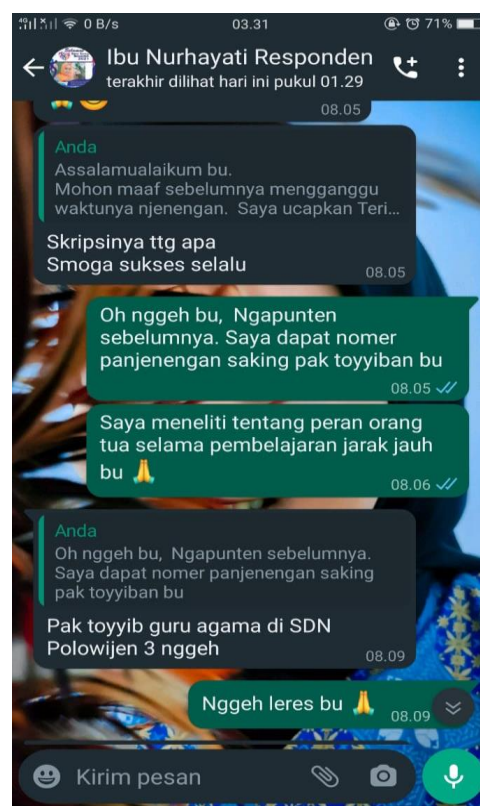 0 B/s 03.31 71%
Ibu Nurhayati Responden
terakhir dilihat hari ini pukul 01.29
08.05
Anda
Assalamualaikum bu.
Mohon maaf sebelumnya mengganggu
waktunya njenengan. Saya ucapkan Teri...
Skripsinya ttg apa
Smoga sukses selalu
08.05
Oh nggeh bu, Ngapunten
sebelumnya. Saya dapat nomer
panjenengan saking pak toyyiban bu
08.05
Saya meneliti tentang peran orang
tua selama pembelajaran jarak jauh
bu 🙏
08.06
Anda
Oh nggeh bu, Ngapunten sebelumnya.
Saya dapat nomer panjenengan saking
pak toyyiban bu
Pak toyyib guru agama di SDN
Polowijen 3 nggeh
08.09
Nggeh leres bu 🙏
08.09
Kirim pesan